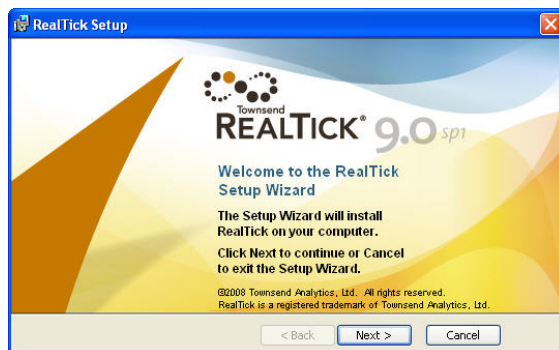 RealTick Setup
Townsend
REALTICK® 9.0 SP1
Welcome to the RealTick
Setup Wizard
The Setup Wizard will install
RealTick on your computer.
Click Next to continue or Cancel
to exit the Setup Wizard.
©2008 Townsend Analytics, Ltd. All rights reserved.
RealTick is a registered trademark of Townsend Analytics, Ltd.
< Back Next > Cancel